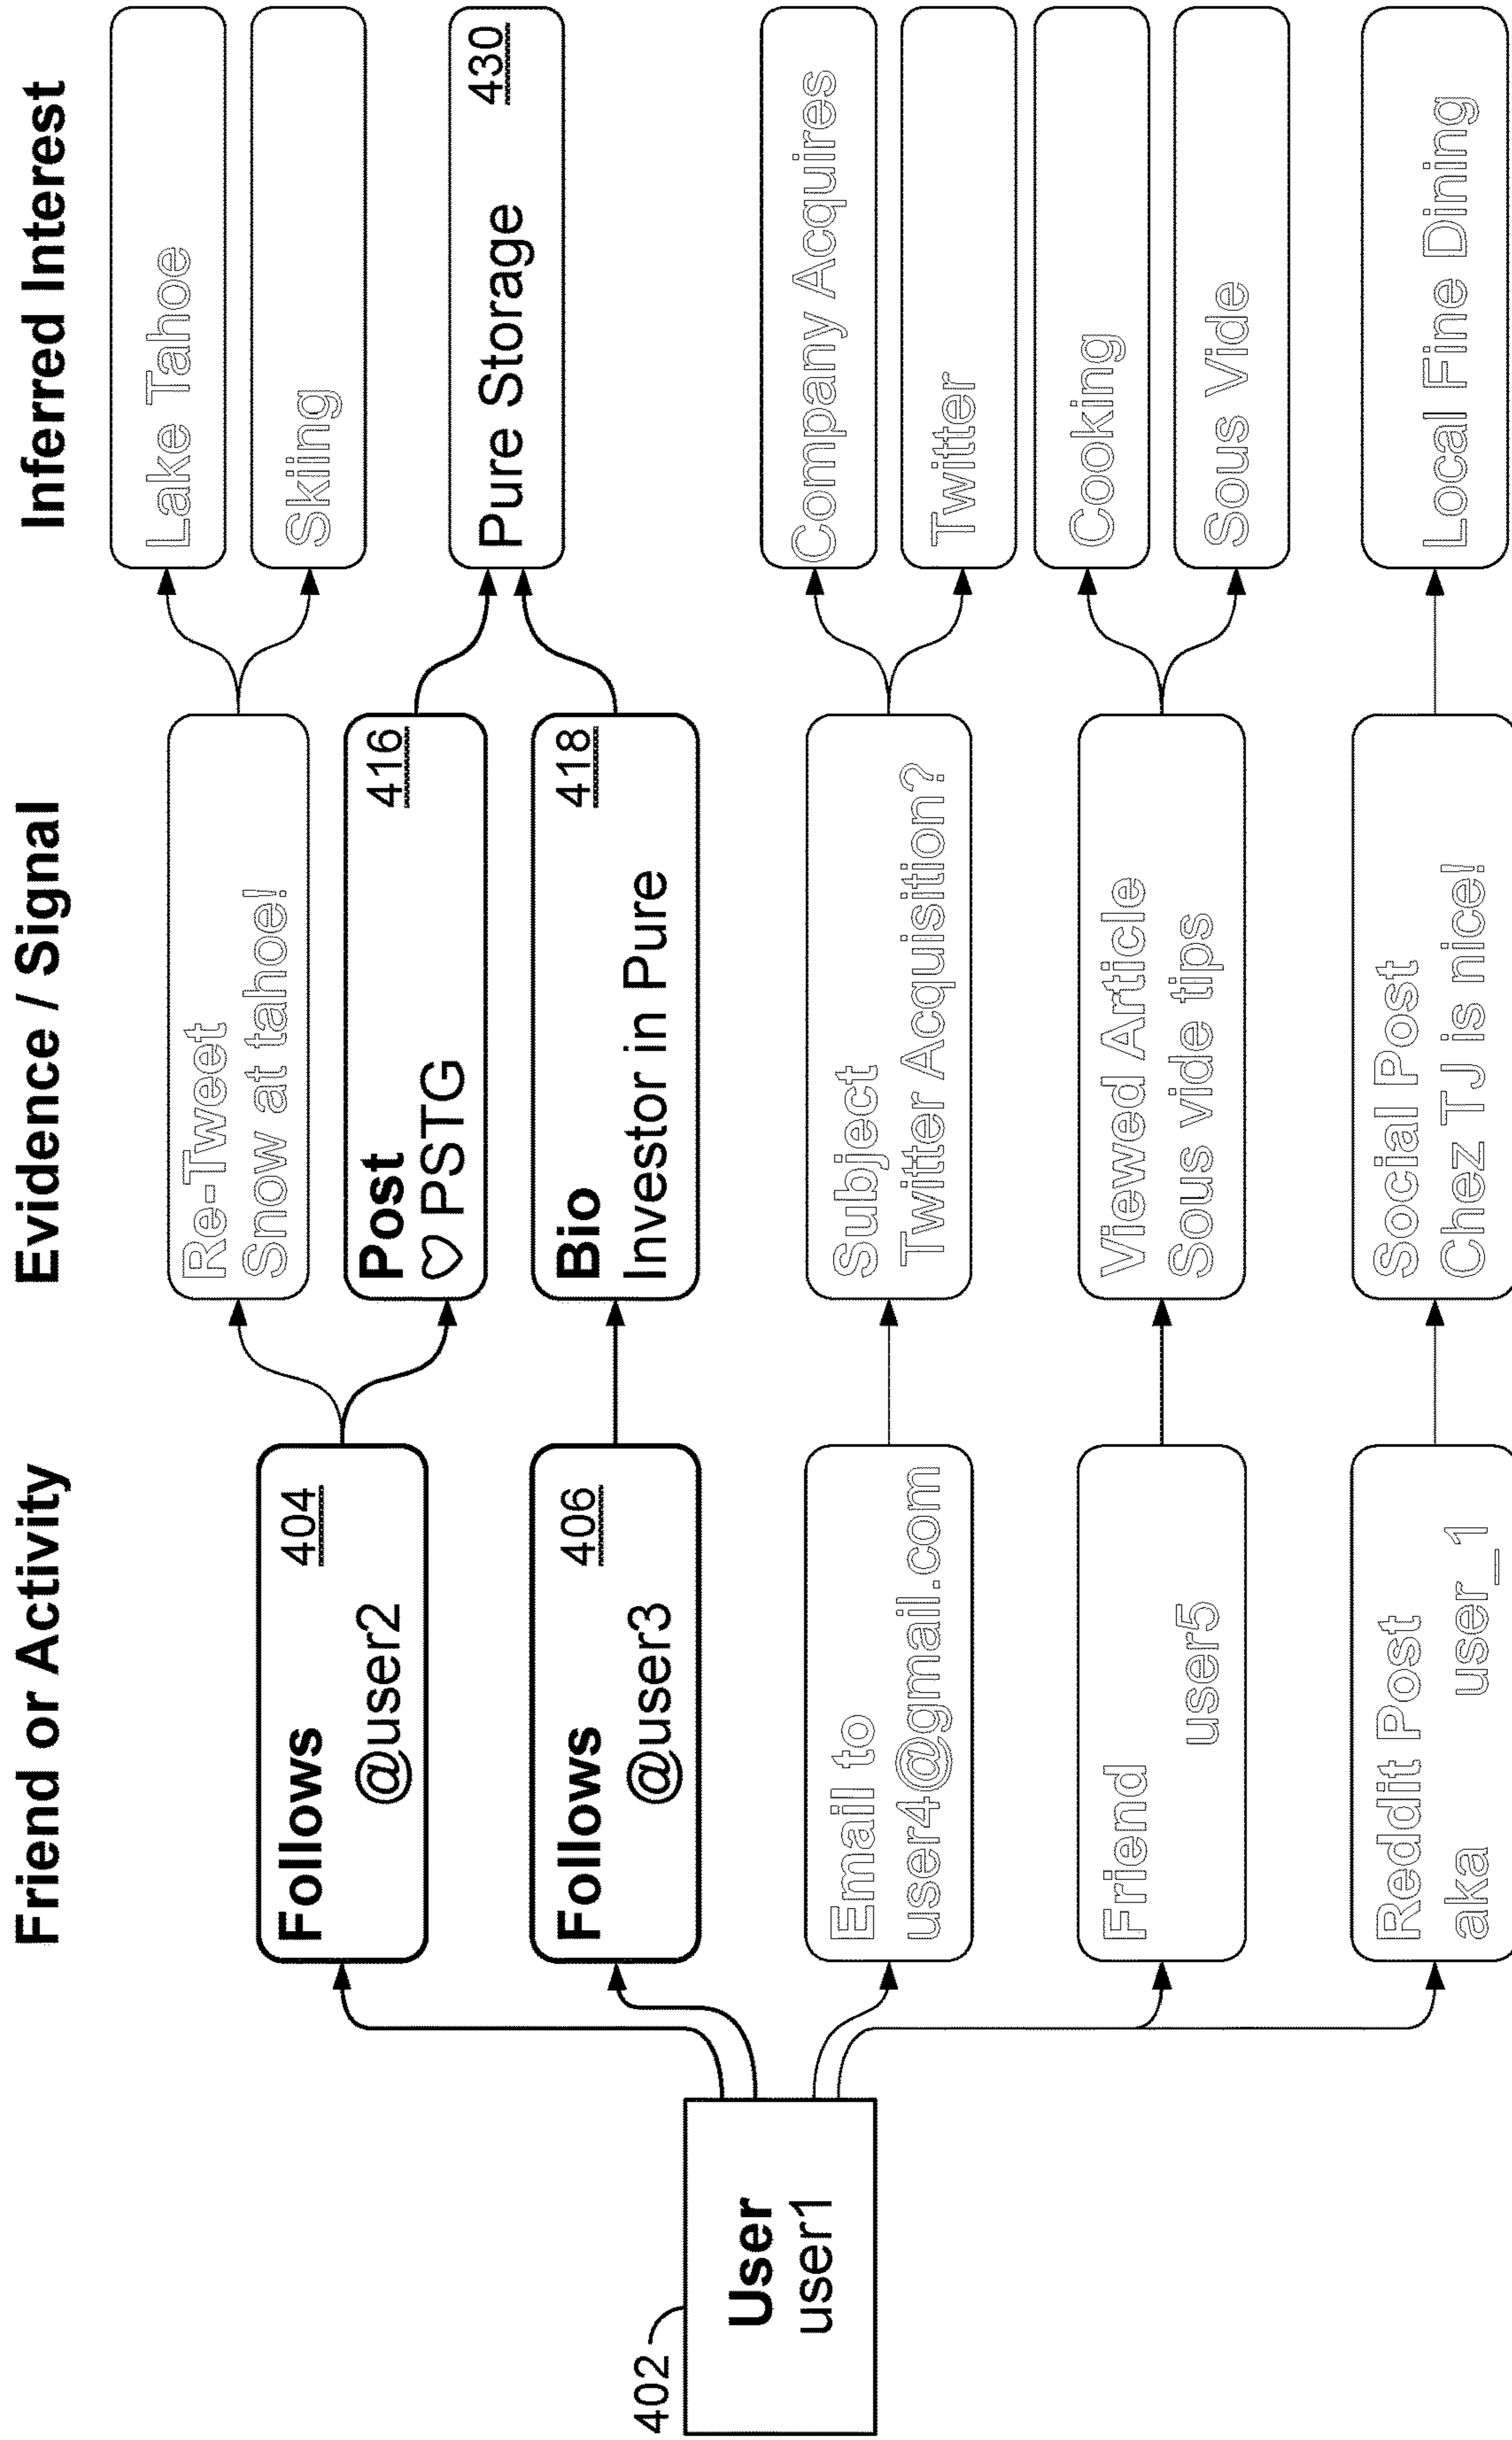 Friend or Activity
Evidence / Signal
Inferred Interest
402
User
user1
Follows 404
@user2
Re-Tweet
Snow at tahoe!
Lake Tahoe
Skiing
Post 416
♡ PSTG
Follows 406
@user3
Bio 418
Investor in Pure
Pure Storage 430
Email to
user4@gmail.com
Subject
Twitter Acquisition?
Company Acquires
Twitter
Friend
user5
Viewed Article
Sous vide tips
Cooking
Sous Vide
Reddit Post
aka user_1
Social Post
Chez TJ is nice!
Local Fine Dining